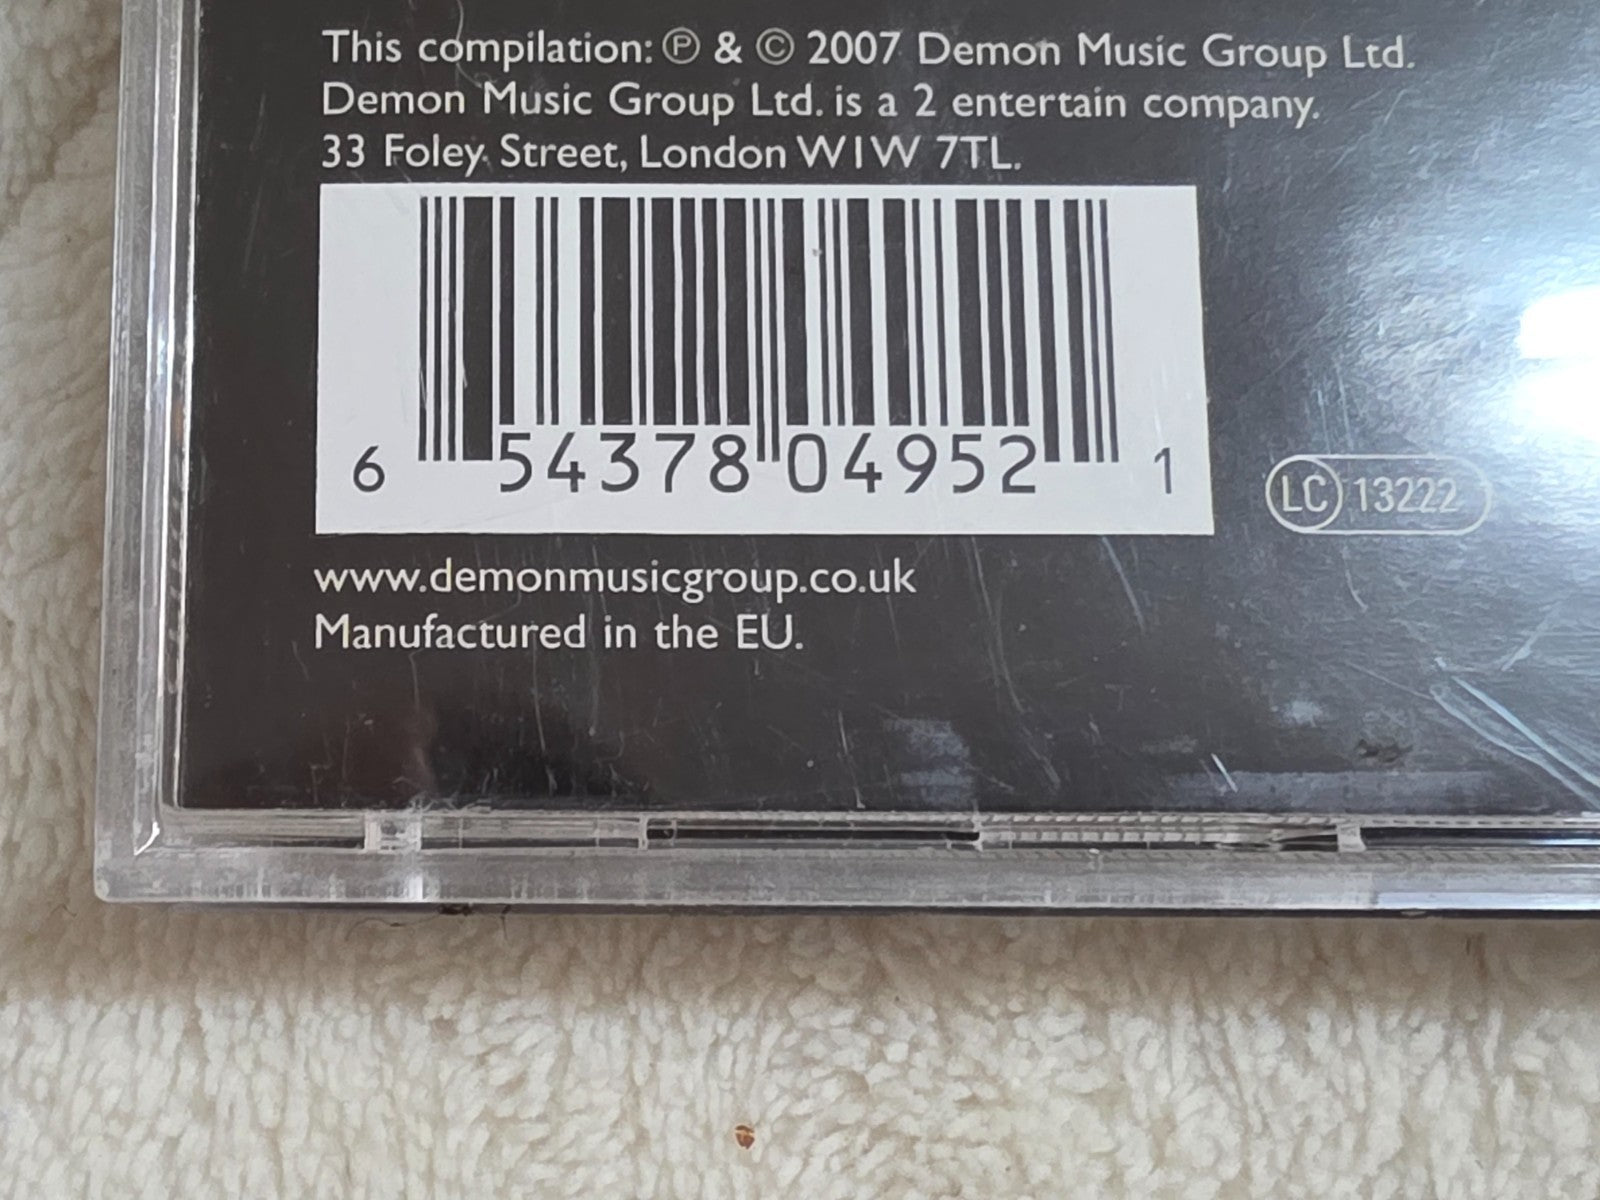 This compilation: ℗ & © 2007 Demon Music Group Ltd.
Demon Music Group Ltd. is a 2 entertain company.
33 Foley Street, London W1W 7TL.
6 54378 04952 1
LC 13222
www.demonmusicgroup.co.uk
Manufactured in the EU.